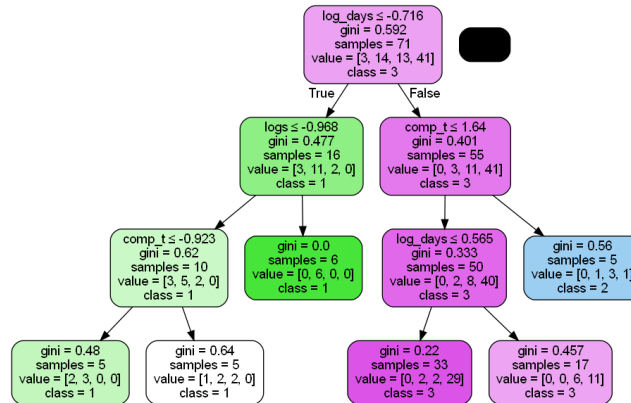 log_days ≤ -0.716
gini = 0.592
samples = 71
value = [3, 14, 13, 41]
class = 3
True
False
logs ≤ -0.968
gini = 0.477
samples = 16
value = [3, 11, 2, 0]
class = 1
comp_t ≤ 1.64
gini = 0.401
samples = 55
value = [0, 3, 11, 41]
class = 3
comp_t ≤ -0.923
gini = 0.62
samples = 10
value = [3, 5, 2, 0]
class = 1
gini = 0.0
samples = 6
value = [0, 6, 0, 0]
class = 1
log_days ≤ 0.565
gini = 0.333
samples = 50
value = [0, 2, 8, 40]
class = 3
gini = 0.56
samples = 5
value = [0, 1, 3, 1]
class = 2
gini = 0.48
samples = 5
value = [2, 3, 0, 0]
class = 1
gini = 0.64
samples = 5
value = [1, 2, 2, 0]
class = 1
gini = 0.22
samples = 33
value = [0, 2, 2, 29]
class = 3
gini = 0.457
samples = 17
value = [0, 0, 6, 11]
class = 3